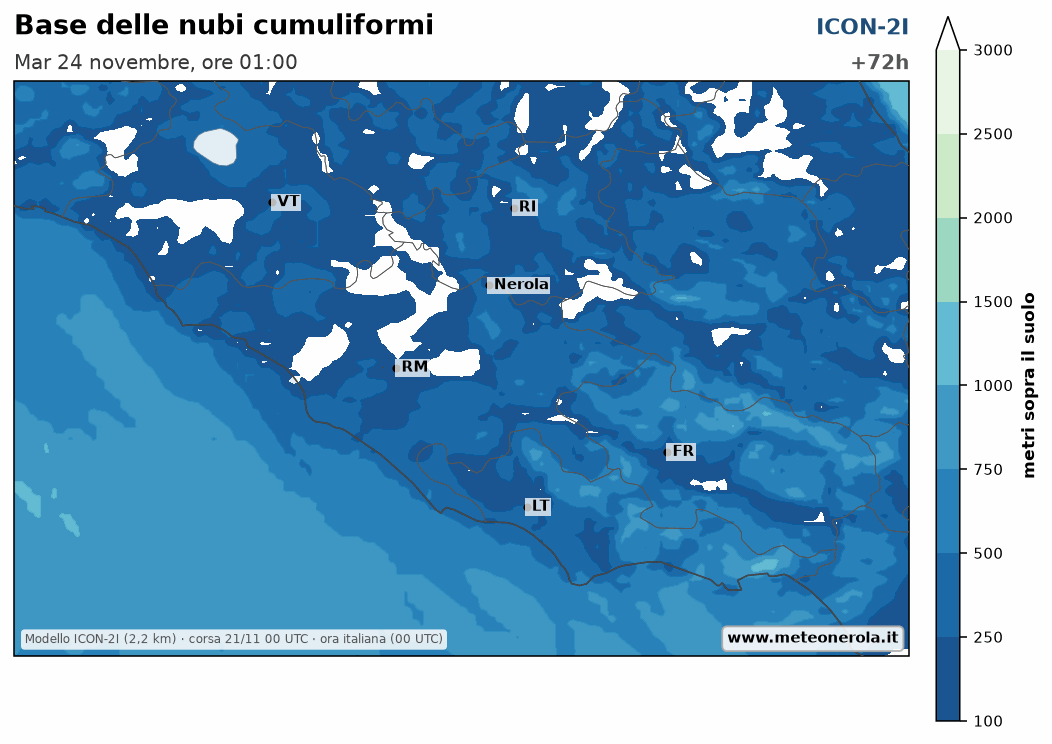 Base delle nubi cumuliformi
ICON-2I
Mar 24 novembre, ore 01:00
+72h
VT
RI
Nerola
RM
FR
LT
Modello ICON-2I (2,2 km) · corsa 21/11 00 UTC · ora italiana (00 UTC)
www.meteonerola.it
3000
2500
2000
1500
1000
750
500
250
100
metri sopra il suolo